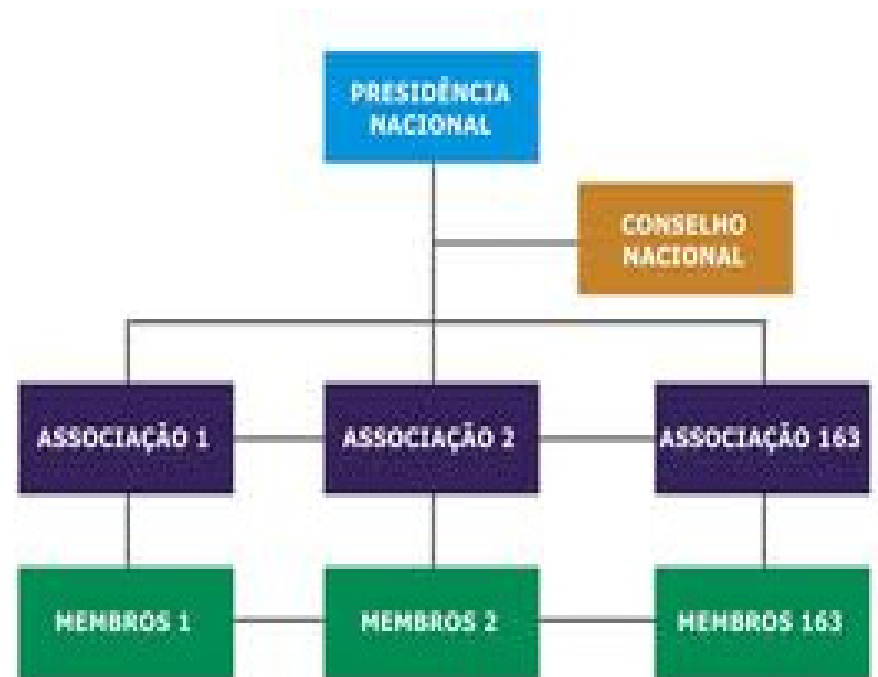 PRESIDÊNCIA
NACIONAL
CONSELHO
NACIONAL
ASSOCIAÇÃO 1
ASSOCIAÇÃO 2
ASSOCIAÇÃO 163
MEMBROS 1
MEMBROS 2
MEMBROS 163